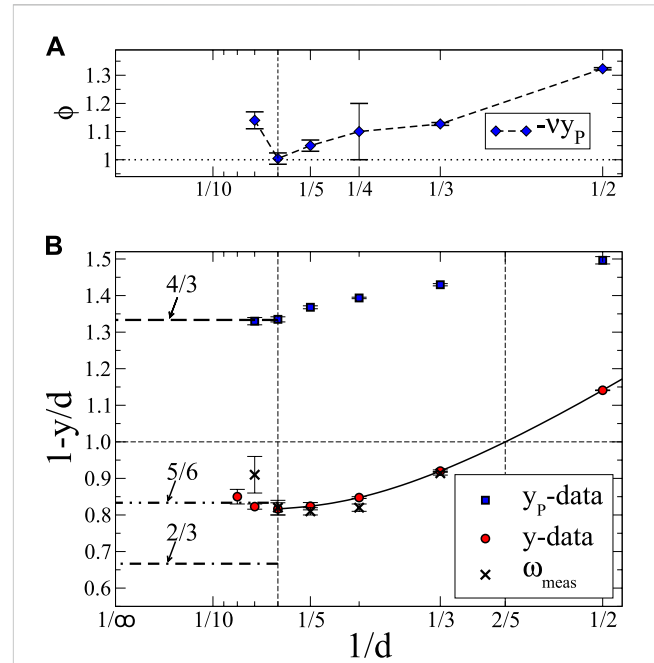 A
ϕ
1.3
1.2
1.1
1
-νy_P
1/10 1/5 1/4 1/3 1/2
B
1-y/d
1.5
1.4
1.3
1.2
1.1
1.0
0.9
0.8
0.7
0.6
4/3
5/6
2/3
y_P-data
y-data
ω_meas
1/∞ 1/10 1/5 1/3 2/5 1/2
1/d